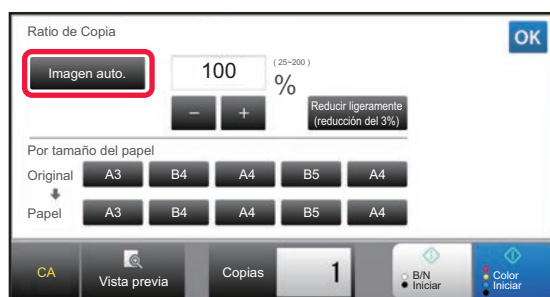 Ratio de Copia
OK
Imagen auto.
100
( 25~200 )
%
－ +
Reducir ligeramente
(reducción del 3%)
Por tamaño del papel
Original A3 B4 A4 B5 A4
Papel A3 B4 A4 B5 A4
CA
Vista previa
Copias
1
B/N
Iniciar
Color
Iniciar